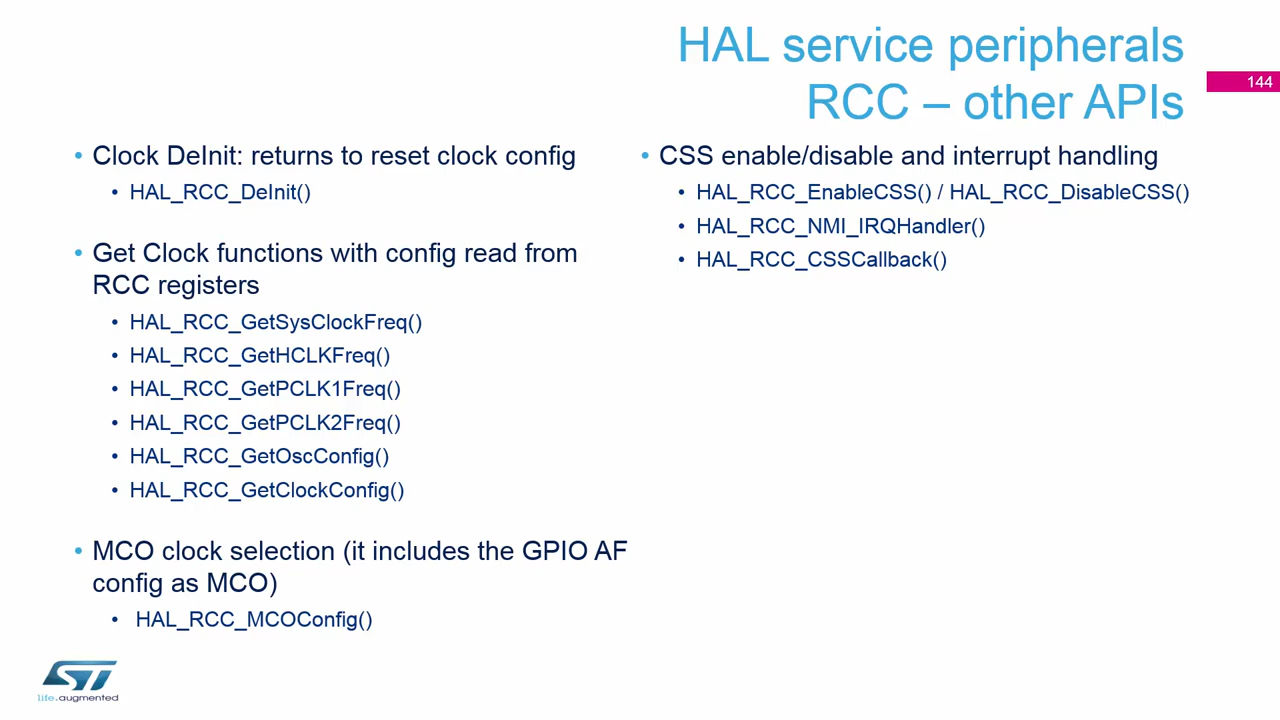 HAL service peripherals
RCC – other APIs
144
• Clock DeInit: returns to reset clock config
• HAL_RCC_DeInit()
• Get Clock functions with config read from
RCC registers
• HAL_RCC_GetSysClockFreq()
• HAL_RCC_GetHCLKFreq()
• HAL_RCC_GetPCLK1Freq()
• HAL_RCC_GetPCLK2Freq()
• HAL_RCC_GetOscConfig()
• HAL_RCC_GetClockConfig()
• MCO clock selection (it includes the GPIO AF
config as MCO)
• HAL_RCC_MCOConfig()
• CSS enable/disable and interrupt handling
• HAL_RCC_EnableCSS() / HAL_RCC_DisableCSS()
• HAL_RCC_NMI_IRQHandler()
• HAL_RCC_CSSCallback()
ST
life.augmented